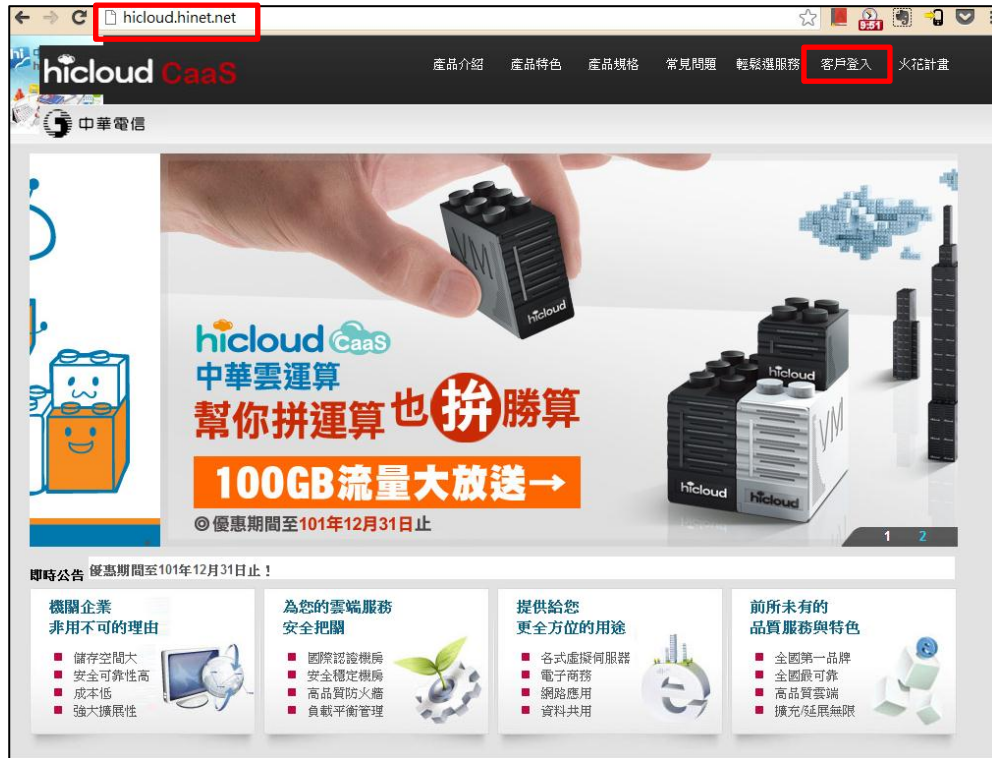 hicloud.hinet.net
9:51
hicloud CaaS
產品介紹 產品特色 產品規格 常見問題 輕鬆選服務 客戶登入 火花計畫
中華電信
VM
hicloud
hicloud CaaS
中華雲運算
幫你拼運算也拚勝算
100GB流量大放送→
◎優惠期間至101年12月31日止
hicloud
VM
hicloud
hicloud
1 2
即時公告 優惠期間至101年12月31日止！
機關企業
非用不可的理由
儲存空間大
安全可靠性高
成本低
強大擴展性
為您的雲端服務
安全把關
國際認證機房
安全穩定機房
高品質防火牆
負載平衡管理
提供給您
更全方位的用途
各式虛擬伺服器
電子商務
網路應用
資料共用
前所未有的
品質服務與特色
全國第一品牌
全國最可靠
高品質雲端
擴充/延展無限